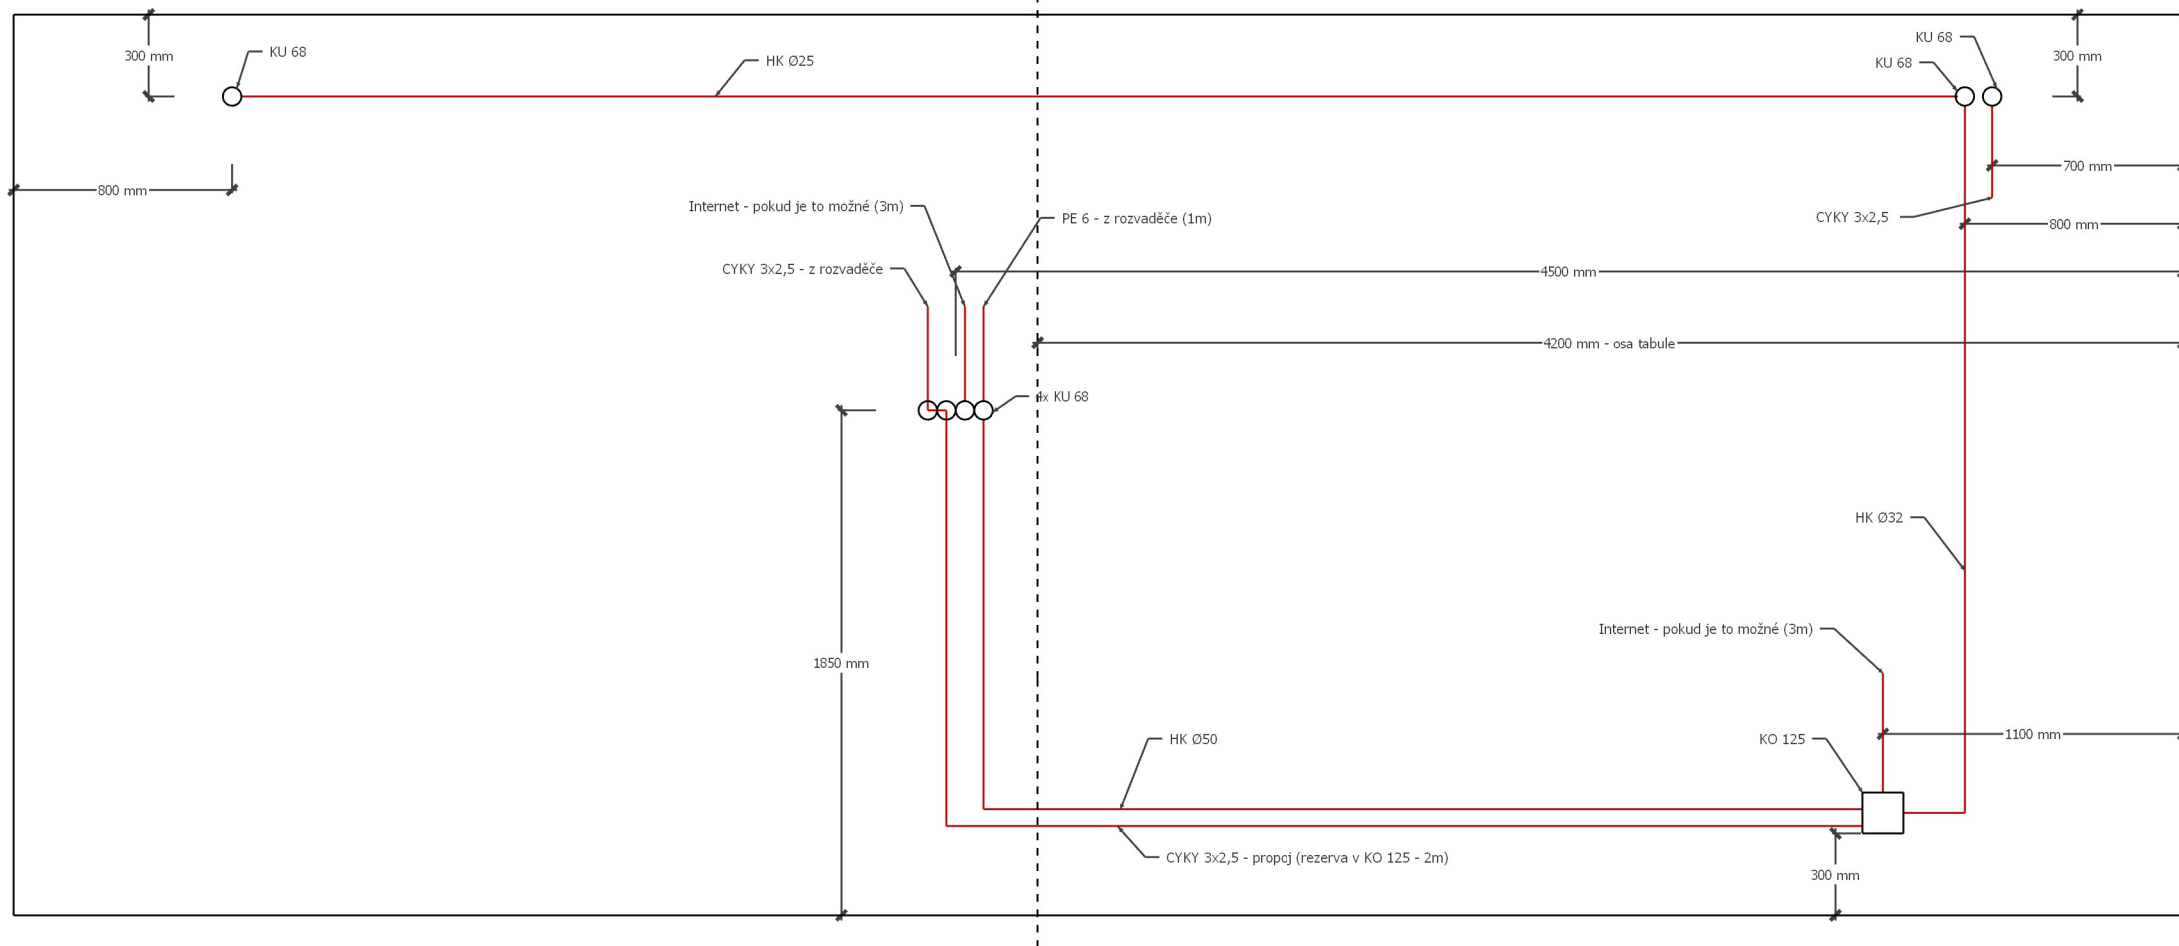 KU 68
300 mm
HK Ø25
KU 68
KU 68
300 mm
700 mm
800 mm
Internet - pokud je to možné (3m)
PE 6 - z rozvaděče (1m)
CYKY 3x2,5
800 mm
CYKY 3x2,5 - z rozvaděče
4500 mm
4200 mm - osa tabule
4x KU 68
HK Ø32
Internet - pokud je to možné (3m)
1850 mm
1100 mm
HK Ø50
KO 125
CYKY 3x2,5 - propoj (rezerva v KO 125 - 2m)
300 mm